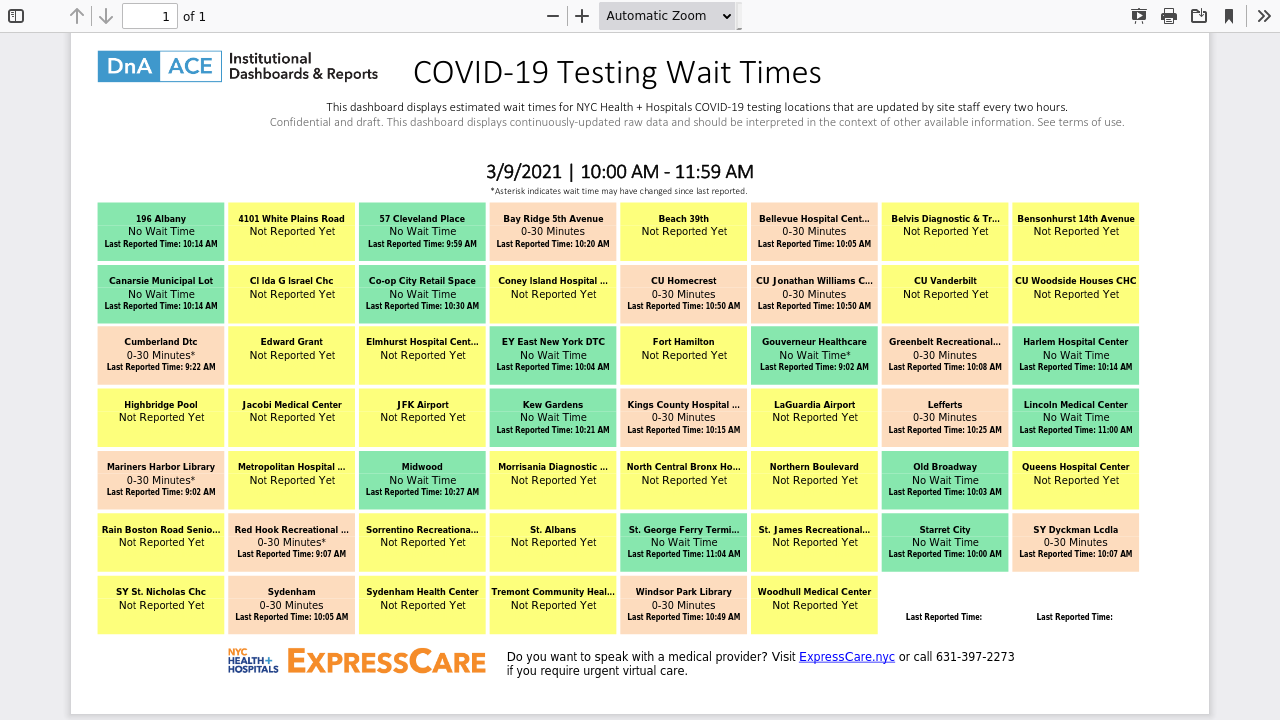 1 of 1 Automatic Zoom
DnA ACE Institutional Dashboards & Reports
COVID-19 Testing Wait Times
This dashboard displays estimated wait times for NYC Health + Hospitals COVID-19 testing locations that are updated by site staff every two hours.
Confidential and draft. This dashboard displays continuously-updated raw data and should be interpreted in the context of other available information. See terms of use.
3/9/2021 | 10:00 AM - 11:59 AM
*Asterisk indicates wait time may have changed since last reported.
196 Albany
No Wait Time
Last Reported Time: 10:14 AM
4101 White Plains Road
Not Reported Yet
57 Cleveland Place
No Wait Time
Last Reported Time: 9:59 AM
Bay Ridge 5th Avenue
0-30 Minutes
Last Reported Time: 10:20 AM
Beach 39th
Not Reported Yet
Bellevue Hospital Cent...
0-30 Minutes
Last Reported Time: 10:05 AM
Belvis Diagnostic & Tr...
Not Reported Yet
Bensonhurst 14th Avenue
Not Reported Yet
Canarsie Municipal Lot
No Wait Time
Last Reported Time: 10:14 AM
CI Ida G Israel Chc
Not Reported Yet
Co-op City Retail Space
No Wait Time
Last Reported Time: 10:30 AM
Coney Island Hospital ...
Not Reported Yet
CU Homecrest
0-30 Minutes
Last Reported Time: 10:50 AM
CU Jonathan Williams C...
0-30 Minutes
Last Reported Time: 10:50 AM
CU Vanderbilt
Not Reported Yet
CU Woodside Houses CHC
Not Reported Yet
Cumberland Dtc
0-30 Minutes*
Last Reported Time: 9:22 AM
Edward Grant
Not Reported Yet
Elmhurst Hospital Cent...
Not Reported Yet
EY East New York DTC
No Wait Time
Last Reported Time: 10:04 AM
Fort Hamilton
Not Reported Yet
Gouverneur Healthcare
No Wait Time*
Last Reported Time: 9:02 AM
Greenbelt Recreational...
0-30 Minutes
Last Reported Time: 10:08 AM
Harlem Hospital Center
No Wait Time
Last Reported Time: 10:14 AM
Highbridge Pool
Not Reported Yet
Jacobi Medical Center
Not Reported Yet
JFK Airport
Not Reported Yet
Kew Gardens
No Wait Time
Last Reported Time: 10:21 AM
Kings County Hospital ...
0-30 Minutes
Last Reported Time: 10:15 AM
LaGuardia Airport
Not Reported Yet
Lefferts
0-30 Minutes
Last Reported Time: 10:25 AM
Lincoln Medical Center
No Wait Time
Last Reported Time: 11:00 AM
Mariners Harbor Library
0-30 Minutes*
Last Reported Time: 9:02 AM
Metropolitan Hospital ...
Not Reported Yet
Midwood
No Wait Time
Last Reported Time: 10:27 AM
Morrisania Diagnostic ...
Not Reported Yet
North Central Bronx Ho...
Not Reported Yet
Northern Boulevard
Not Reported Yet
Old Broadway
No Wait Time
Last Reported Time: 10:03 AM
Queens Hospital Center
Not Reported Yet
Rain Boston Road Senio...
Not Reported Yet
Red Hook Recreational ...
0-30 Minutes*
Last Reported Time: 9:07 AM
Sorrentino Recreationa...
Not Reported Yet
St. Albans
Not Reported Yet
St. George Ferry Termi...
No Wait Time
Last Reported Time: 11:04 AM
St. James Recreational...
Not Reported Yet
Starret City
No Wait Time
Last Reported Time: 10:00 AM
SY Dyckman Lcdla
0-30 Minutes
Last Reported Time: 10:07 AM
SY St. Nicholas Chc
Not Reported Yet
Sydenham
0-30 Minutes
Last Reported Time: 10:05 AM
Sydenham Health Center
Not Reported Yet
Tremont Community Heal...
Not Reported Yet
Windsor Park Library
0-30 Minutes
Last Reported Time: 10:49 AM
Woodhull Medical Center
Not Reported Yet
Last Reported Time:
Last Reported Time:
NYC HEALTH+ HOSPITALS EXPRESSCARE
Do you want to speak with a medical provider? Visit ExpressCare.nyc or call 631-397-2273
if you require urgent virtual care.